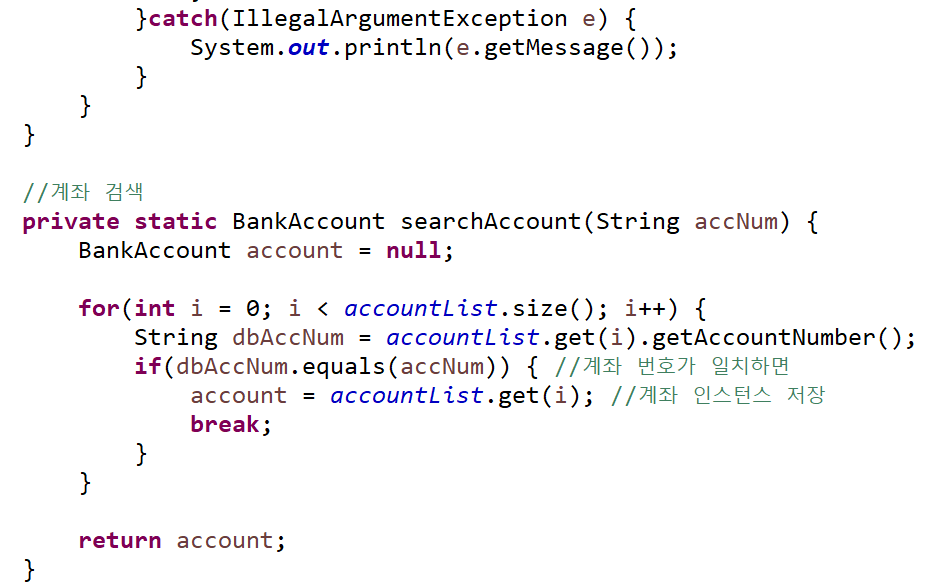 }catch(IllegalArgumentException e) {
System.out.println(e.getMessage());
}
}
}
//계좌 검색
private static BankAccount searchAccount(String accNum) {
BankAccount account = null;
for(int i = 0; i < accountList.size(); i++) {
String dbAccNum = accountList.get(i).getAccountNumber();
if(dbAccNum.equals(accNum)) { //계좌 번호가 일치하면
account = accountList.get(i); //계좌 인스턴스 저장
break;
}
}
return account;
}